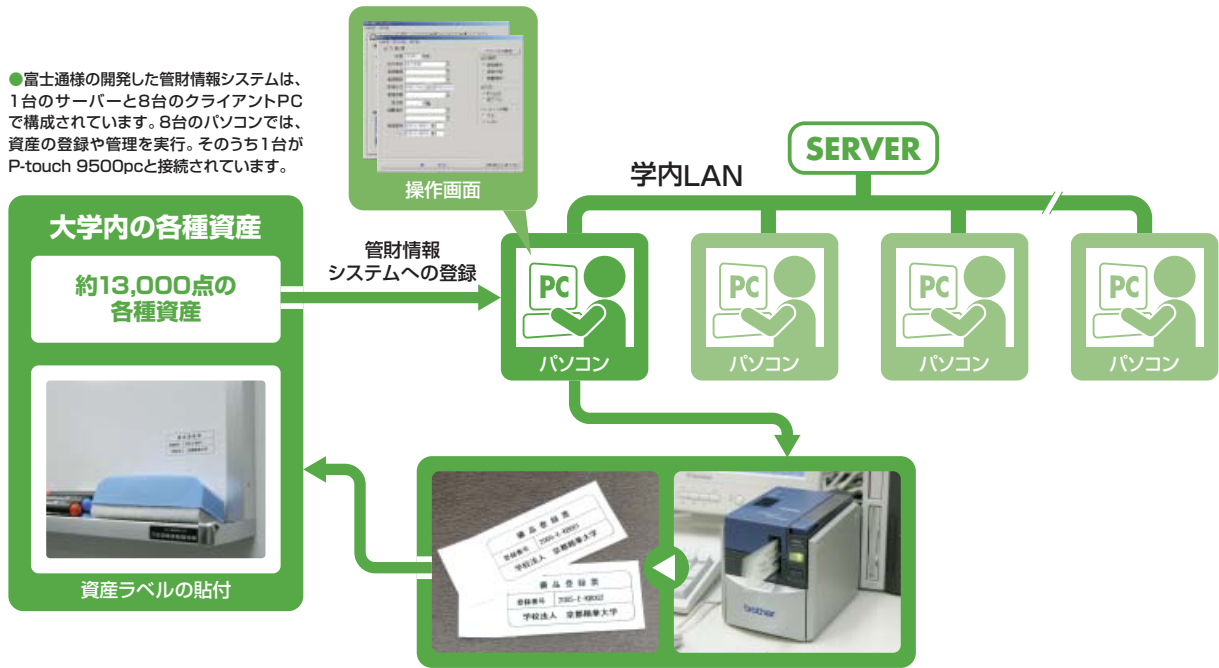 ●富士通様の開発した管財情報システムは、
1台のサーバーと8台のクライアントPC
で構成されています。8台のパソコンでは、
資産の登録や管理を実行。そのうち1台が
P-touch 9500pcと接続されています。
操作画面
学内LAN
SERVER
大学内の各種資産
約13,000点の
各種資産
管財情報
システムへの登録
PC
パソコン
PC
パソコン
PC
パソコン
PC
パソコン
資産ラベルの貼付
備品登録票
登録番号
学校法人 京都精華大学
備品登録票
登録番号
学校法人 京都精華大学
brother